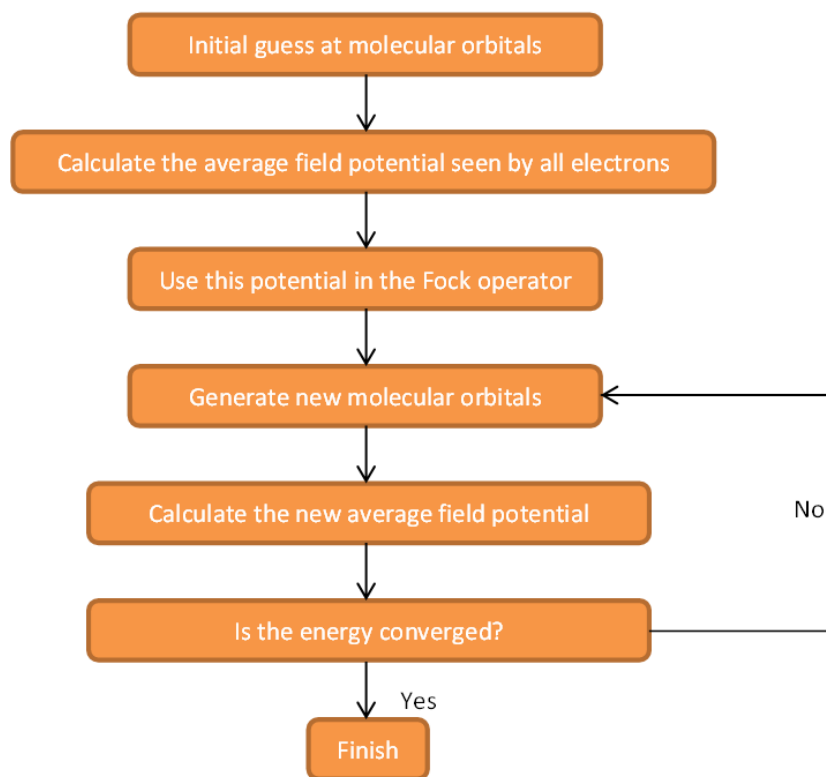 Initial guess at molecular orbitals
Calculate the average field potential seen by all electrons
Use this potential in the Fock operator
Generate new molecular orbitals
Calculate the new average field potential
No
Is the energy converged?
Yes
Finish